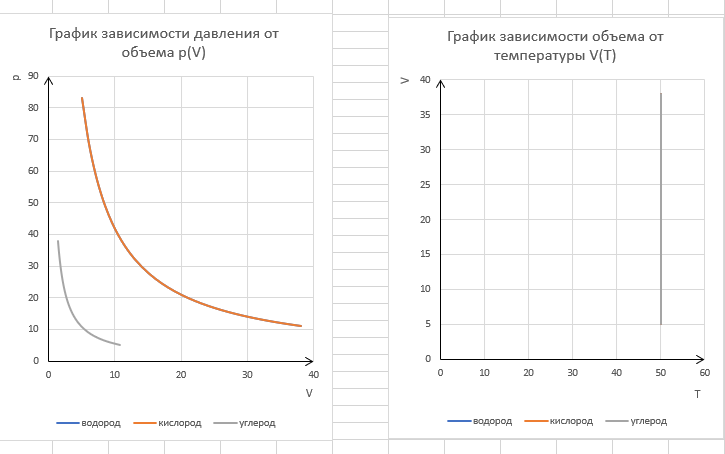 График зависимости давления от
объема p(V)
p
90
80
70
60
50
40
30
20
10
0
0 10 20 30 40
V
водород кислород углерод
График зависимости объема от
температуры V(T)
V
40
35
30
25
20
15
10
5
0
0 10 20 30 40 50 60
T
водород кислород углерод